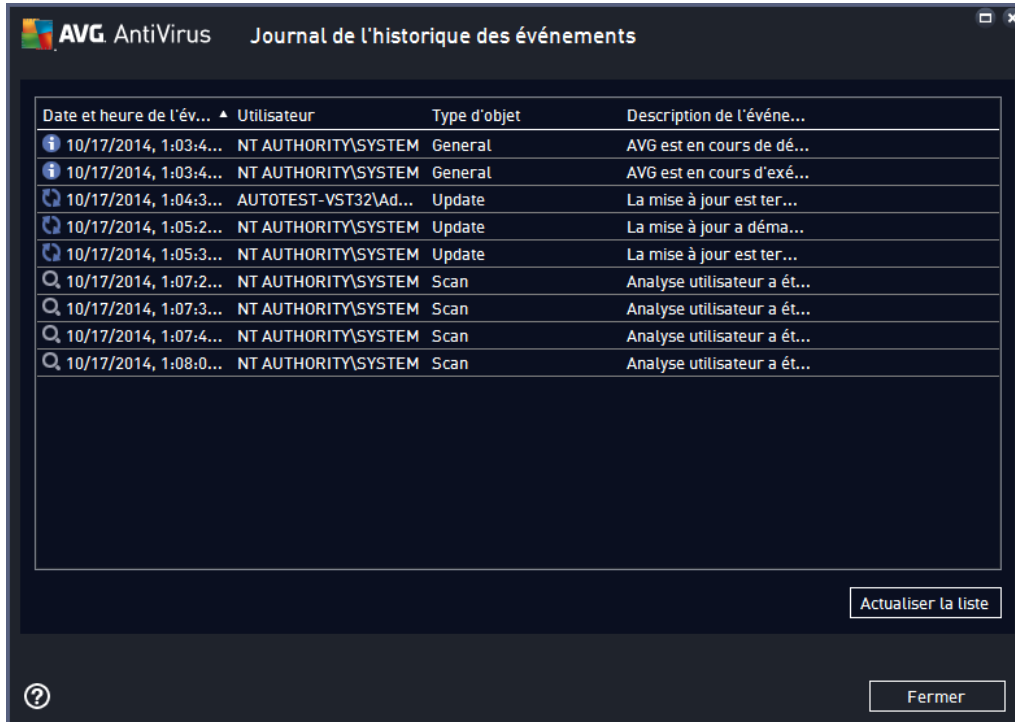 AVG AntiVirus Journal de l'historique des événements
Date et heure de l'év... Utilisateur Type d'objet Description de l'événe...
10/17/2014, 1:03:4... NT AUTHORITY\SYSTEM General AVG est en cours de dé...
10/17/2014, 1:03:4... NT AUTHORITY\SYSTEM General AVG est en cours d'exé...
10/17/2014, 1:04:3... AUTOTEST-VST32\Ad... Update La mise à jour est ter...
10/17/2014, 1:05:2... NT AUTHORITY\SYSTEM Update La mise à jour a déma...
10/17/2014, 1:05:3... NT AUTHORITY\SYSTEM Update La mise à jour est ter...
10/17/2014, 1:07:2... NT AUTHORITY\SYSTEM Scan Analyse utilisateur a ét...
10/17/2014, 1:07:3... NT AUTHORITY\SYSTEM Scan Analyse utilisateur a ét...
10/17/2014, 1:07:4... NT AUTHORITY\SYSTEM Scan Analyse utilisateur a ét...
10/17/2014, 1:08:0... NT AUTHORITY\SYSTEM Scan Analyse utilisateur a ét...
Actualiser la liste
Fermer